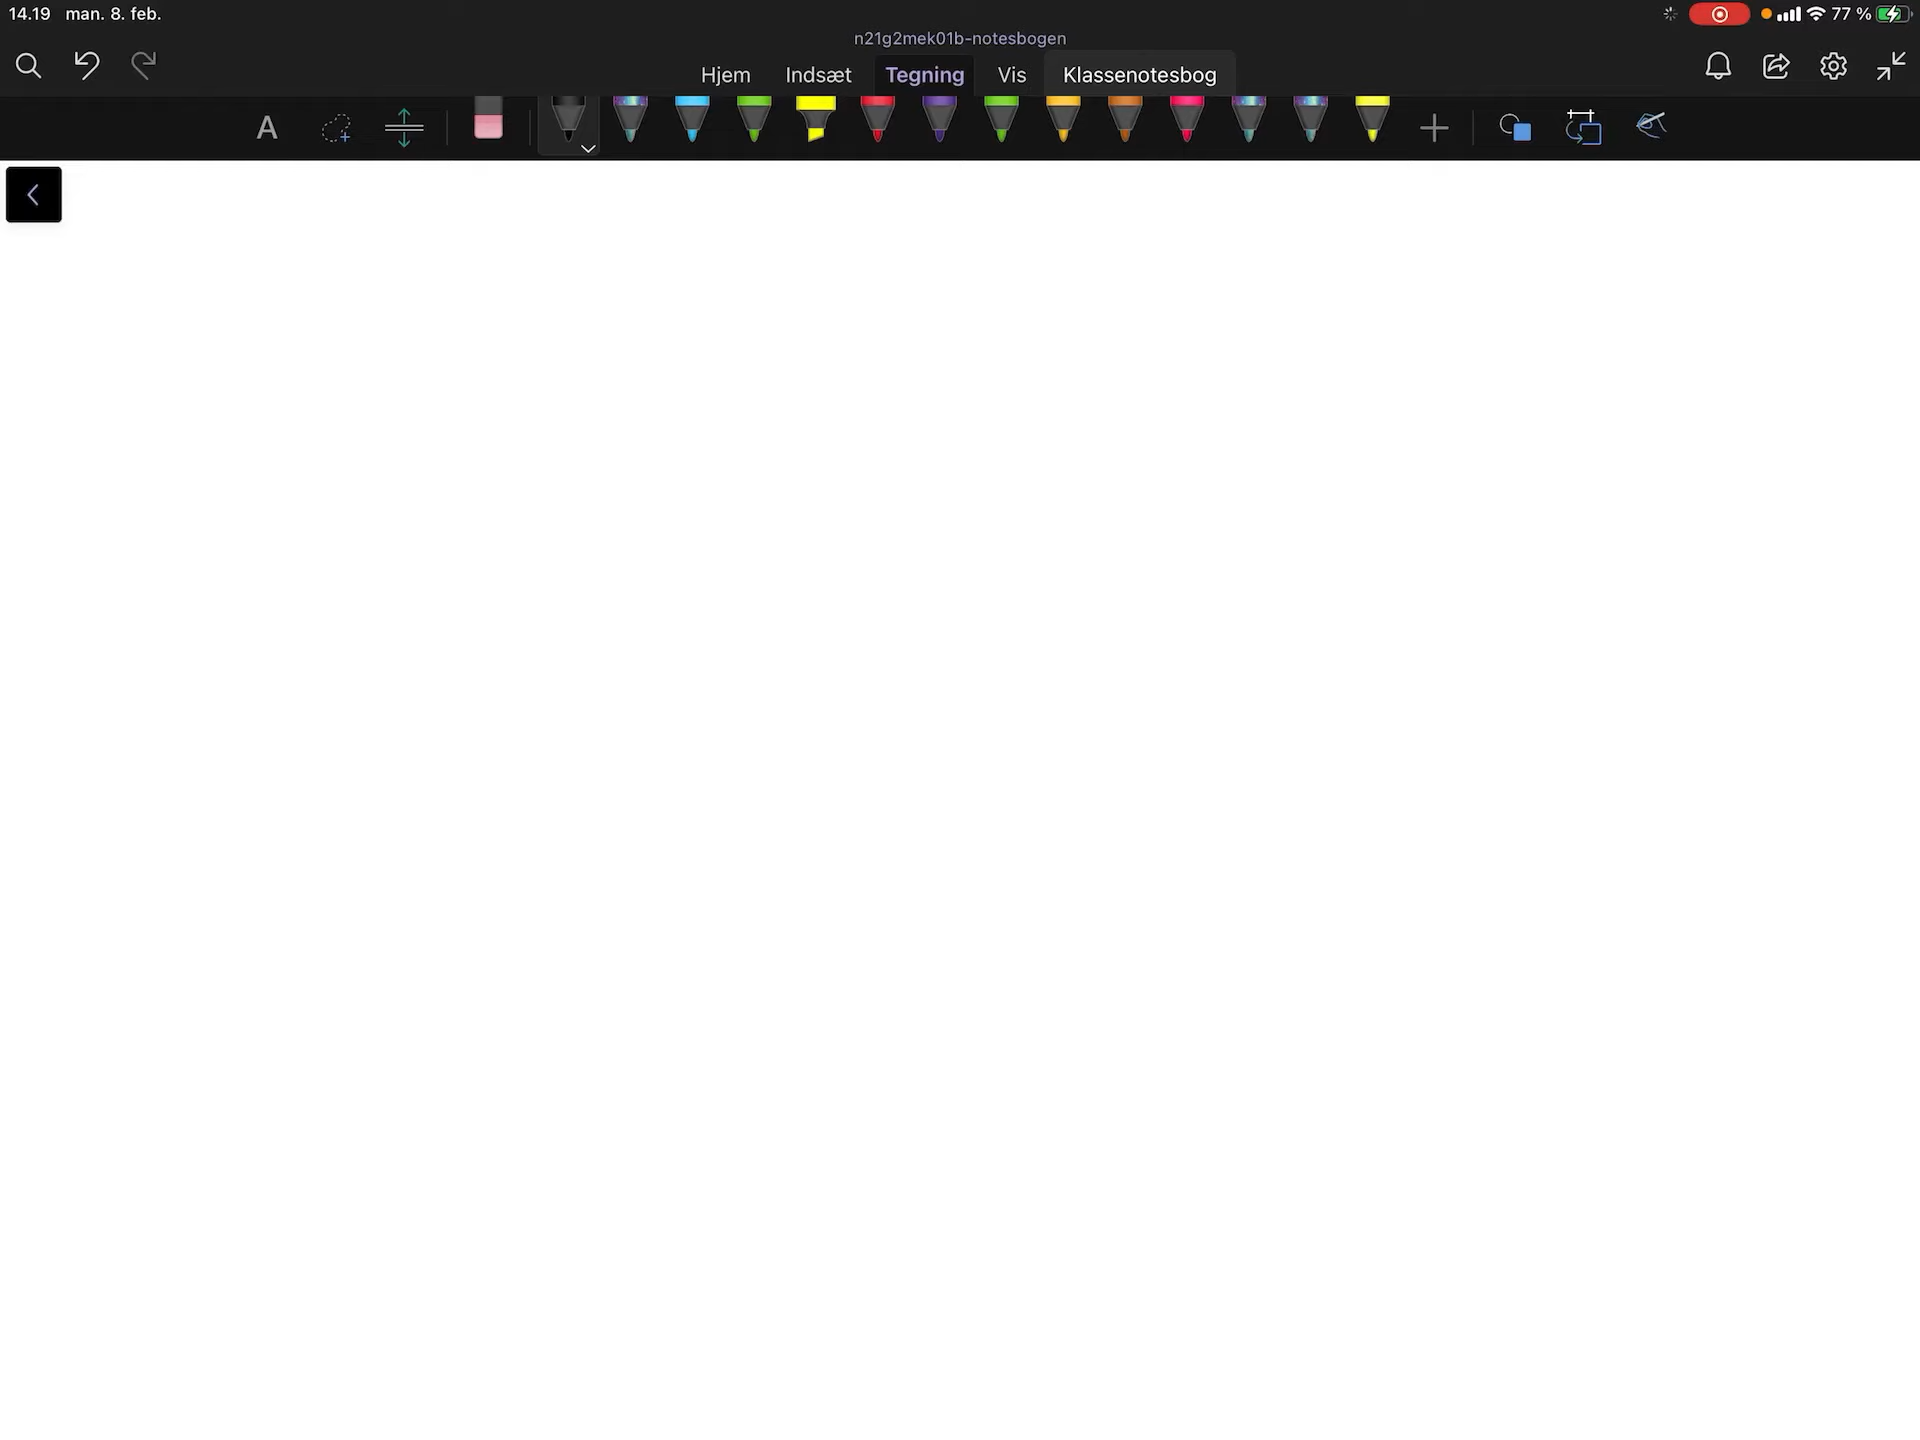 14.19 man. 8. feb.
77 %
n21g2mek01b-notesbogen
Hjem Indsæt Tegning Vis Klassenotesbog
A